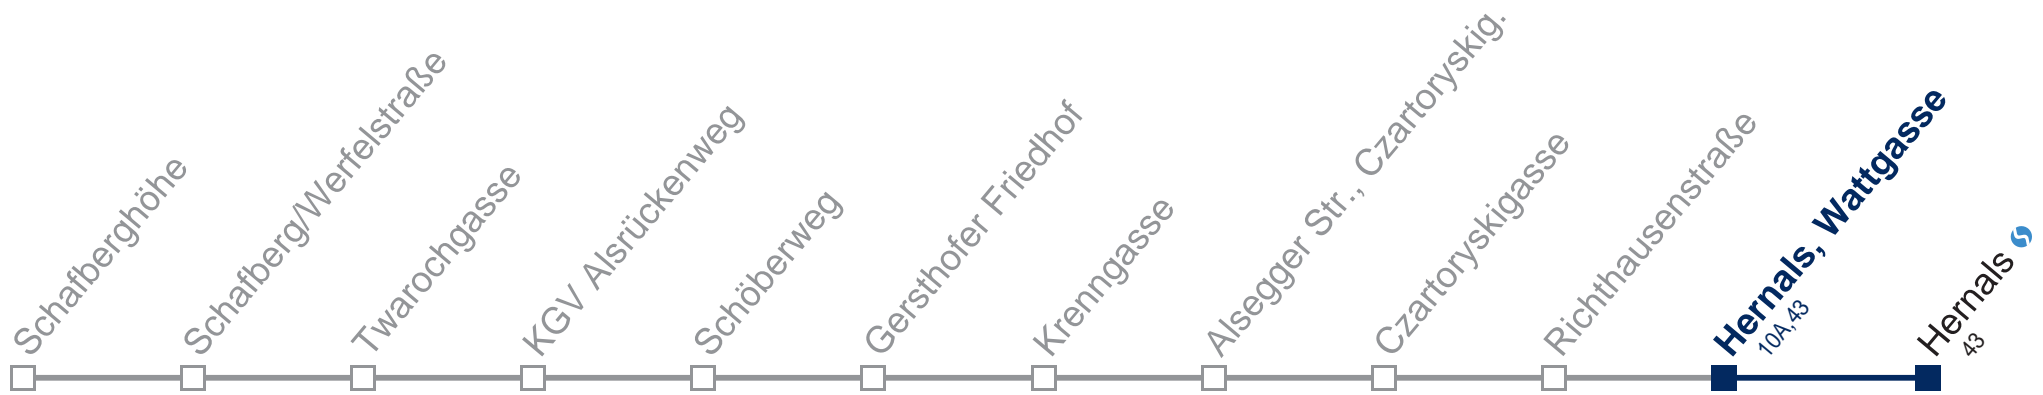 Schafberghöhe
Schafberg/Werfelstraße
Twarochgasse
KGV Alsrückenweg
Schöberweg
Gersthofer Friedhof
Krenngasse
Alsegger Str., Czartoryskig.
Czartoryskigasse
Richthausenstraße
Hernals, Wattgasse
10A,43
Hernals
43